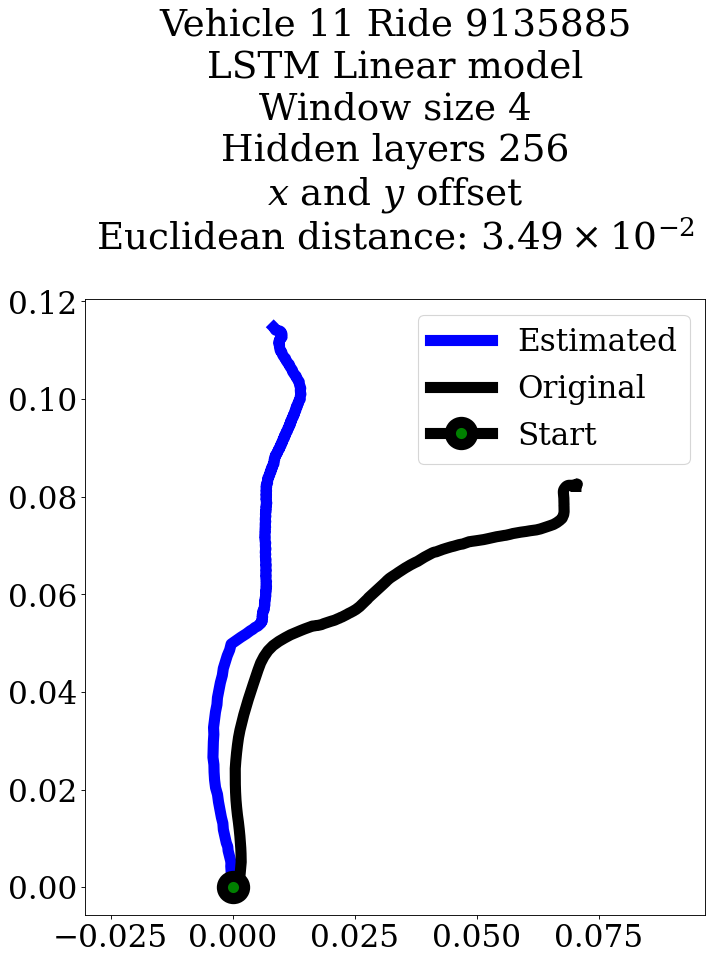 Vehicle 11 Ride 9135885
LSTM Linear model
Window size 4
Hidden layers 256
x and y offset
Euclidean distance: 3.49 × 10⁻²
Estimated
Original
Start
0.12
0.10
0.08
0.06
0.04
0.02
0.00
−0.025 0.000 0.025 0.050 0.075